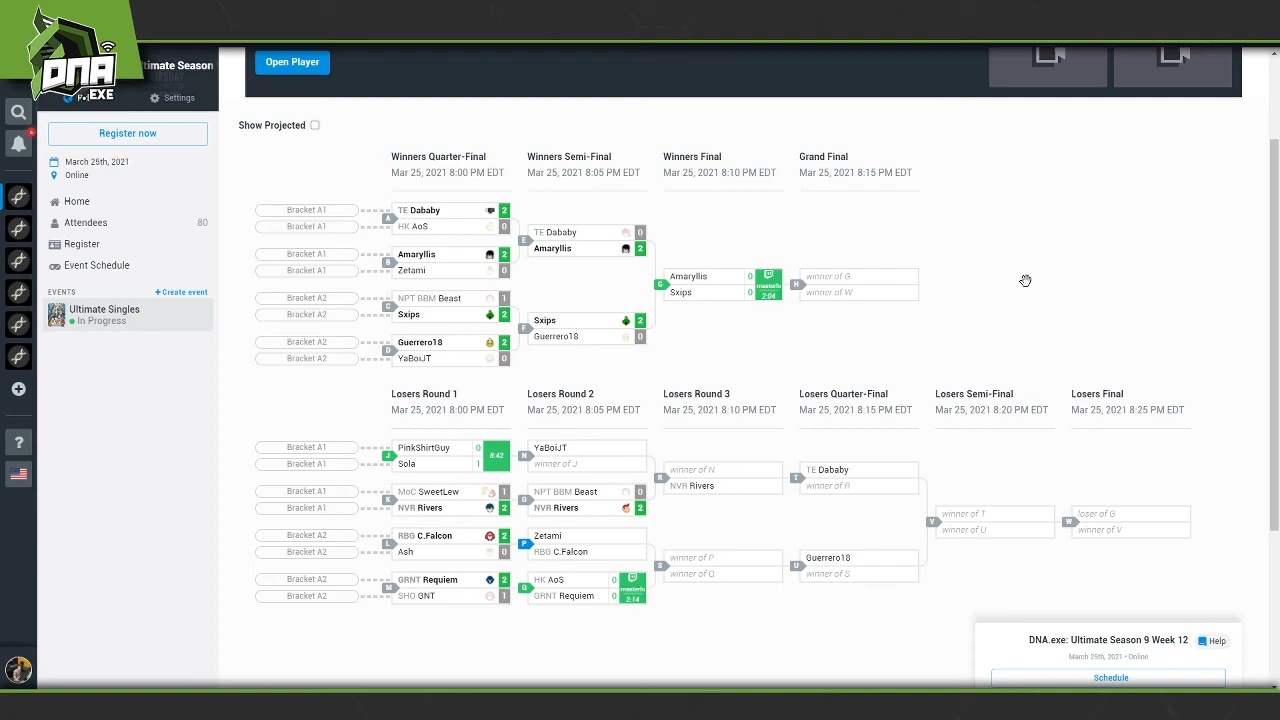 DNA
.EXE
ltimate Season
Settings
Open Player
Register now
March 25th, 2021
Online
Home
Attendees 80
Register
Event Schedule
EVENTS + Create event
Ultimate Singles
In Progress
6
?
Show Projected
Winners Quarter-Final Winners Semi-Final Winners Final Grand Final
Mar 25, 2021 8:00 PM EDT Mar 25, 2021 8:05 PM EDT Mar 25, 2021 8:10 PM EDT Mar 25, 2021 8:15 PM EDT
Bracket A1 TE Dababy 2
Bracket A1 A HK AoS 0
Bracket A1 Amaryllis 2
Bracket A1 B Zetami 0
Bracket A2 NPT BBM Beast 1
Bracket A2 C Sxips 2
Bracket A2 Guerrero18 2
Bracket A2 D YaBoiJT 0
TE Dababy 0
E Amaryllis 2
Sxips 2
F Guerrero18 0
Amaryllis 0
G Sxips 0
masterh
2:04
winner of G
H winner of W
Losers Round 1 Losers Round 2 Losers Round 3 Losers Quarter-Final Losers Semi-Final Losers Final
Mar 25, 2021 8:00 PM EDT Mar 25, 2021 8:05 PM EDT Mar 25, 2021 8:10 PM EDT Mar 25, 2021 8:15 PM EDT Mar 25, 2021 8:20 PM EDT Mar 25, 2021 8:25 PM EDT
Bracket A1 PinkShirtGuy 0
Bracket A1 J Sola 1
8:42
Bracket A1 MoC SweetLew 1
Bracket A1 K NVR Rivers 2
Bracket A2 RBG C.Falcon 2
Bracket A2 L Ash 0
Bracket A2 GRNT Requiem 2
Bracket A2 M SHO GNT 1
YaBoiJT
N winner of J
NPT BBM Beast 0
O NVR Rivers 2
Zetami
P RBG C.Falcon
HK AoS 0
Q GRNT Requiem 0
masterh
2:14
winner of N
R NVR Rivers
winner of P
S winner of Q
TE Dababy
I winner of R
Guerrero18
U winner of S
winner of T
V winner of U
loser of G
W winner of V
DNA.exe: Ultimate Season 9 Week 12 Help
March 25th, 2021 • Online
Schedule